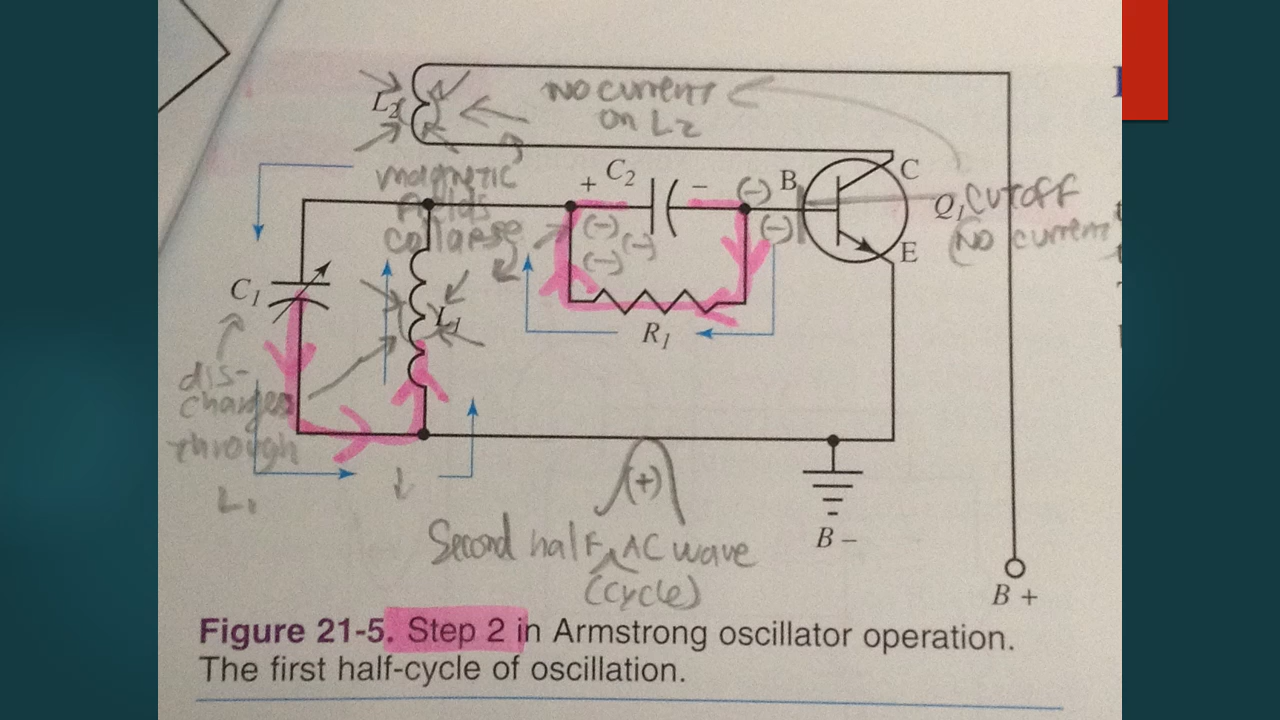 L2
No current
on L2
magnetic
fields
collapse
+
C2
−
(-)
(-)
(-)
(-)
(-)
B
C
Q1
Cutoff
(No current
E
C1
L1
R1
dis-
charges
through
L1
(+)
Second half AC wave
(cycle)
B −
B +
Figure 21-5. Step 2 in Armstrong oscillator operation.
The first half-cycle of oscillation.